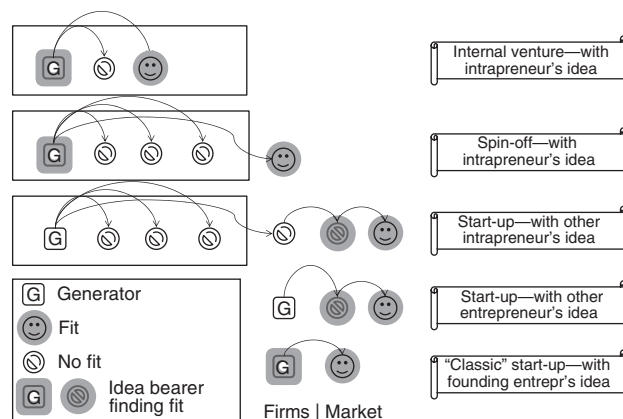 G
Internal venture—with
intrapreneur's idea
G
Spin-off—with
intrapreneur's idea
G
Start-up—with other
intrapreneur's idea
G Generator
Fit
No fit
G Idea bearer
finding fit
G
Start-up—with other
entrepreneur's idea
G
"Classic" start-up—with
founding entrepr's idea
Firms | Market